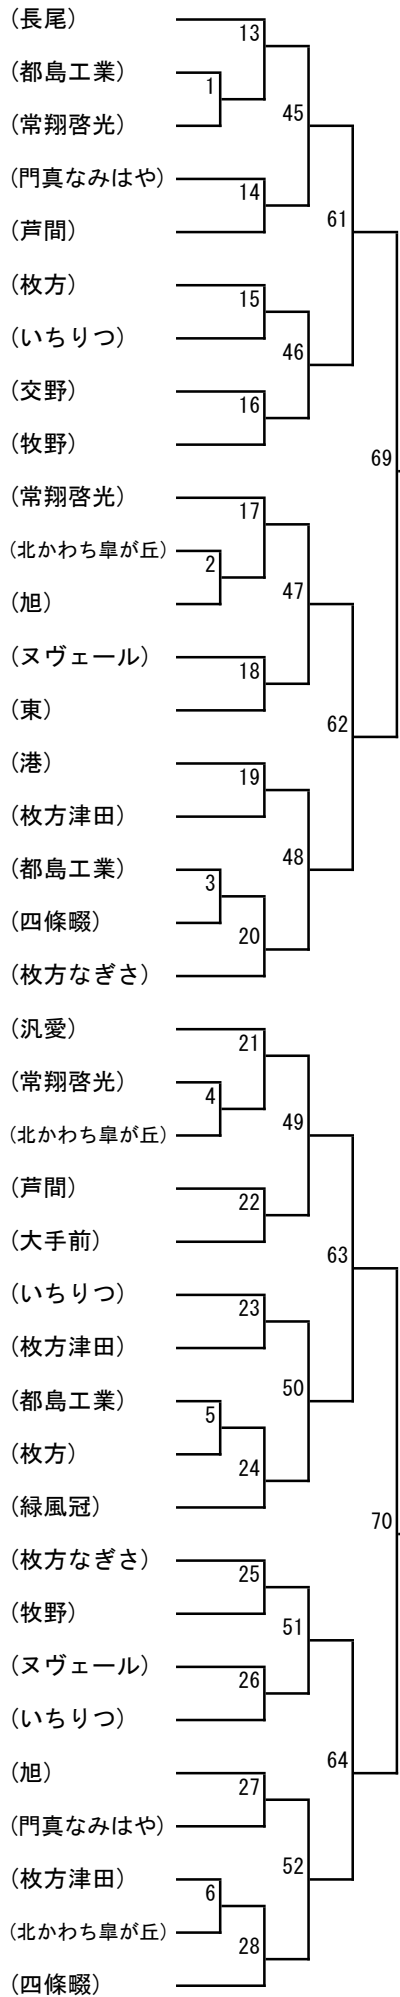 (長尾)
13
(都島工業)
1
45
(常翔啓光)
(門真なみはや)
14
(芦間)
61
(枚方)
15
(いちりつ)
46
(交野)
16
(牧野)
69
(常翔啓光)
17
(北かわち皐が丘)
2
47
(旭)
(ヌヴェール)
18
(東)
62
(港)
19
(枚方津田)
48
(都島工業)
3
(四條畷)
20
(枚方なぎさ)
(汎愛)
21
(常翔啓光)
4
49
(北かわち皐が丘)
(芦間)
22
(大手前)
63
(いちりつ)
23
(枚方津田)
50
(都島工業)
5
(枚方)
24
(緑風冠)
70
(枚方なぎさ)
25
(牧野)
51
(ヌヴェール)
26
(いちりつ)
64
(旭)
27
(門真なみはや)
52
(枚方津田)
6
(北かわち皐が丘)
28
(四條畷)